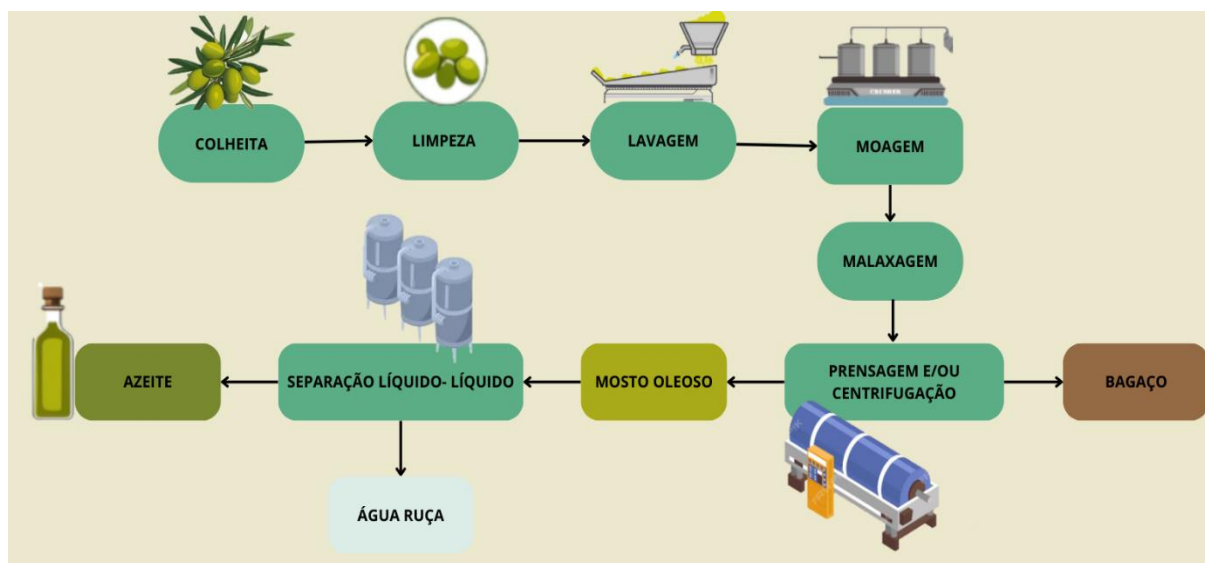 COLHEITA
LIMPEZA
LAVAGEM
MOAGEM
MALAXAGEM
PRENSAGEM E/OU
CENTRIFUGAÇÃO
BAGAÇO
MOSTO OLEOSO
SEPARAÇÃO LÍQUIDO- LÍQUIDO
AZEITE
ÁGUA RUÇA